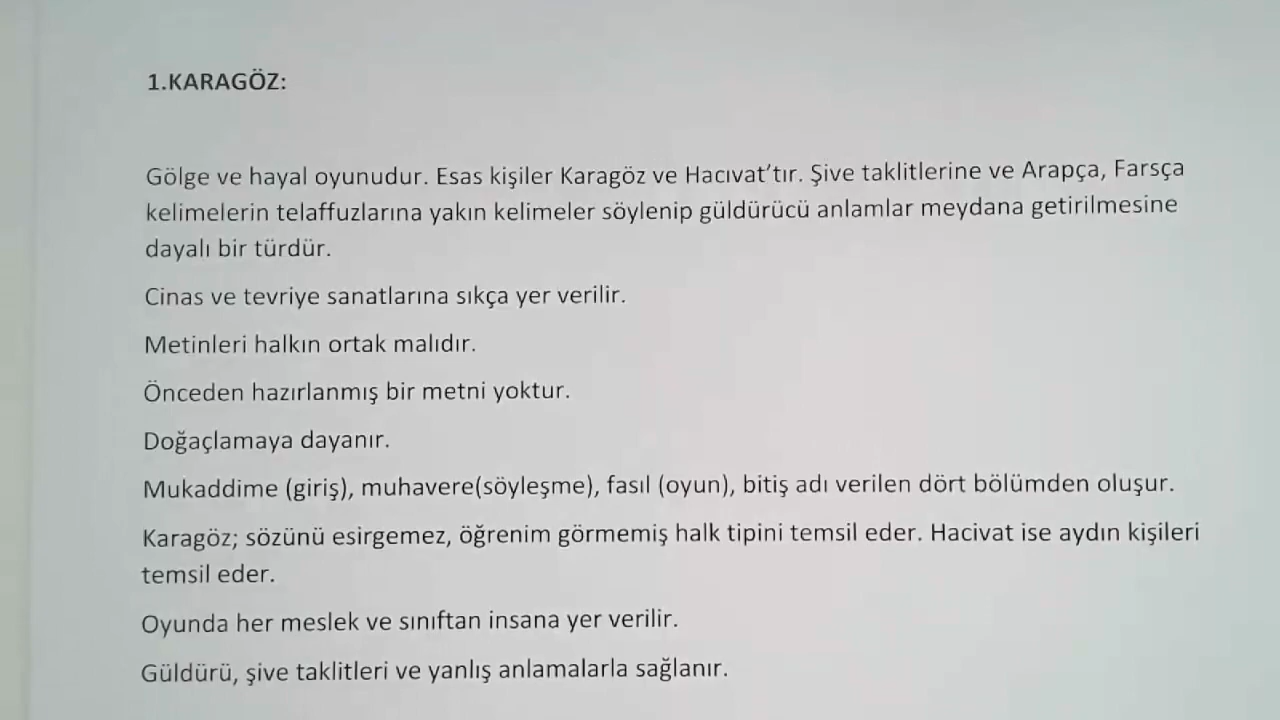 1.KARAGÖZ:
Gölge ve hayal oyunudur. Esas kişiler Karagöz ve Hacıvat’tır. Şive taklitlerine ve Arapça, Farsça
kelimelerin telaffuzlarına yakın kelimeler söylenip güldürücü anlamlar meydana getirilmesine
dayalı bir türdür.
Cinas ve tevriye sanatlarına sıkça yer verilir.
Metinleri halkın ortak malıdır.
Önceden hazırlanmış bir metni yoktur.
Doğaçlamaya dayanır.
Mukaddime (giriş), muhavere(söyleşme), fasıl (oyun), bitiş adı verilen dört bölümden oluşur.
Karagöz; sözünü esirgemez, öğrenim görmemiş halk tipini temsil eder. Hacivat ise aydın kişileri
temsil eder.
Oyunda her meslek ve sınıftan insana yer verilir.
Güldürü, şive taklitleri ve yanlış anlamalarla sağlanır.